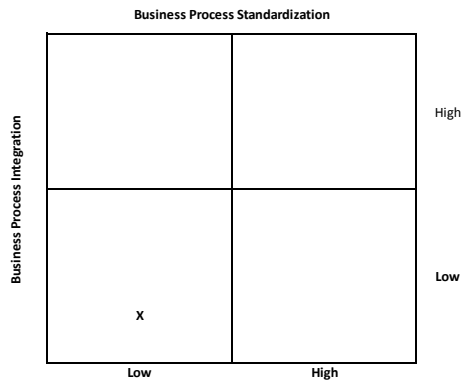 Business Process Standardization
Business Process Integration
High
Low
X
Low High